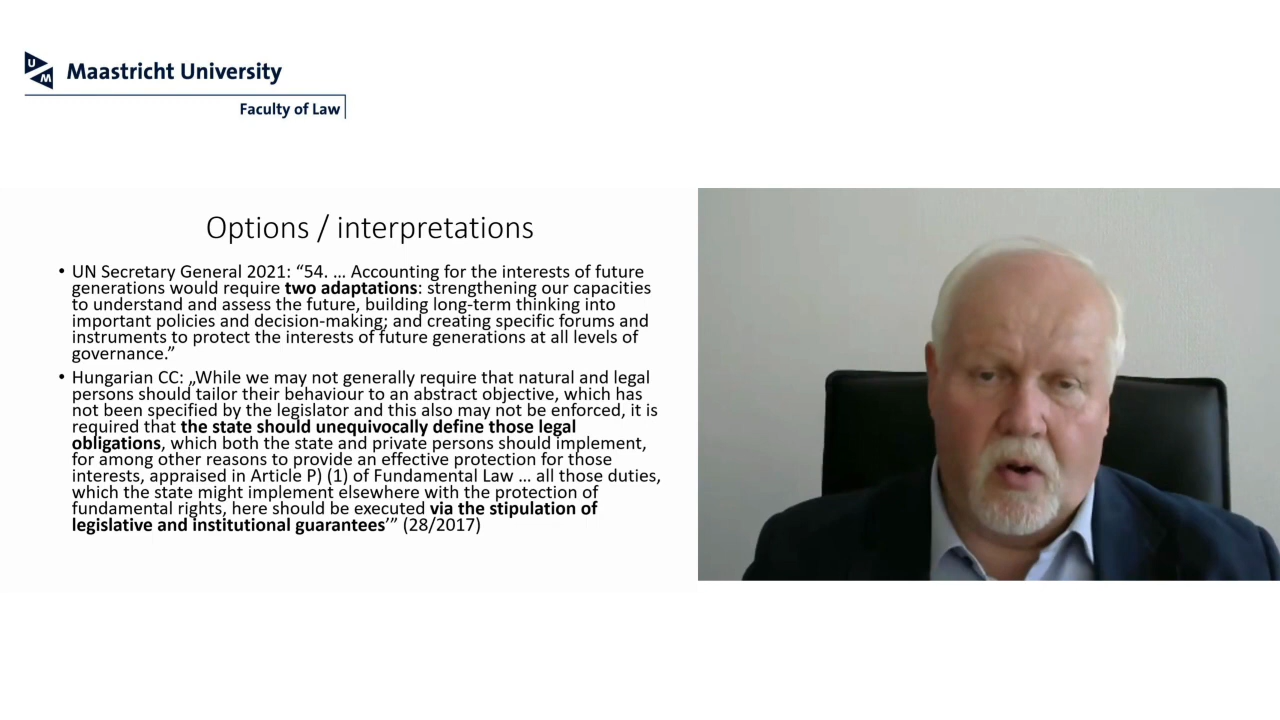 U
M
Maastricht University
Faculty of Law
Options / interpretations
• UN Secretary General 2021: “54. ... Accounting for the interests of future
generations would require two adaptations: strengthening our capacities
to understand and assess the future, building long-term thinking into
important policies and decision-making; and creating specific forums and
instruments to protect the interests of future generations at all levels of
governance.”
• Hungarian CC: „While we may not generally require that natural and legal
persons should tailor their behaviour to an abstract objective, which has
not been specified by the legislator and this also may not be enforced, it is
required that the state should unequivocally define those legal
obligations, which both the state and private persons should implement,
for among other reasons to provide an effective protection for those
interests, appraised in Article P) (1) of Fundamental Law ... all those duties,
which the state might implement elsewhere with the protection of
fundamental rights, here should be executed via the stipulation of
legislative and institutional guarantees’” (28/2017)